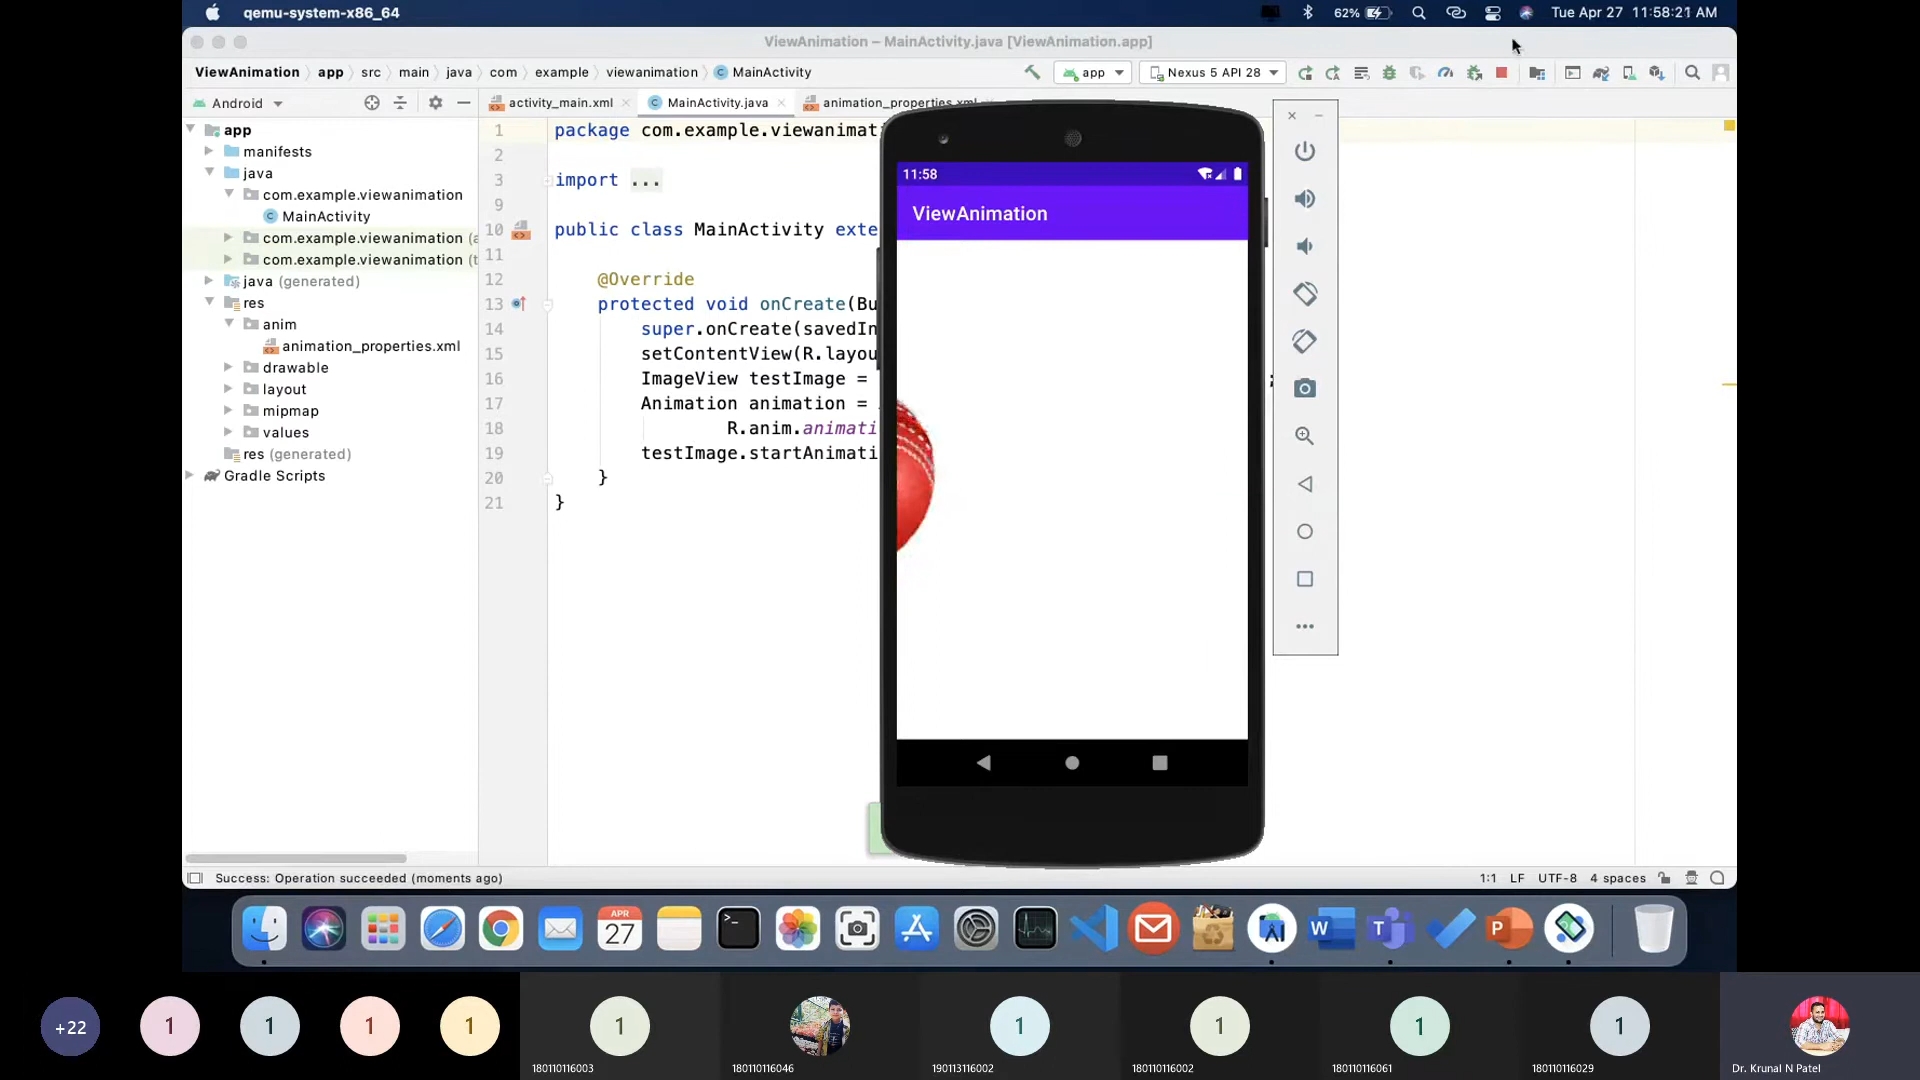 qemu-system-x86_64
62%
Tue Apr 27 11:58:21 AM
ViewAnimation – MainActivity.java [ViewAnimation.app]
ViewAnimation app src main java com example viewanimation MainActivity
app
Nexus 5 API 28
Android
activity_main.xml
MainActivity.java
animation_properties.xml
app
manifests
java
com.example.viewanimation
MainActivity
com.example.viewanimation (a
com.example.viewanimation (t
java (generated)
res
anim
animation_properties.xml
drawable
layout
mipmap
values
res (generated)
Gradle Scripts
1 package com.example.viewanimati
2
3 import ...
9
10 public class MainActivity exte
11
12 @Override
13 protected void onCreate(Bu
14 super.onCreate(savedIn
15 setContentView(R.layou
16 ImageView testImage = ;
17 Animation animation =
18 R.anim.animati
19 testImage.startAnimati
20 }
21 }
11:58
ViewAnimation
Success: Operation succeeded (moments ago)
1:1 LF UTF-8 4 spaces
APR
27
W
T
P
+22
1
1
1
1
1
1
1
1
1
180110116003
180110116046
190113116002
180110116002
180110116061
180110116029
Dr. Krunal N Patel